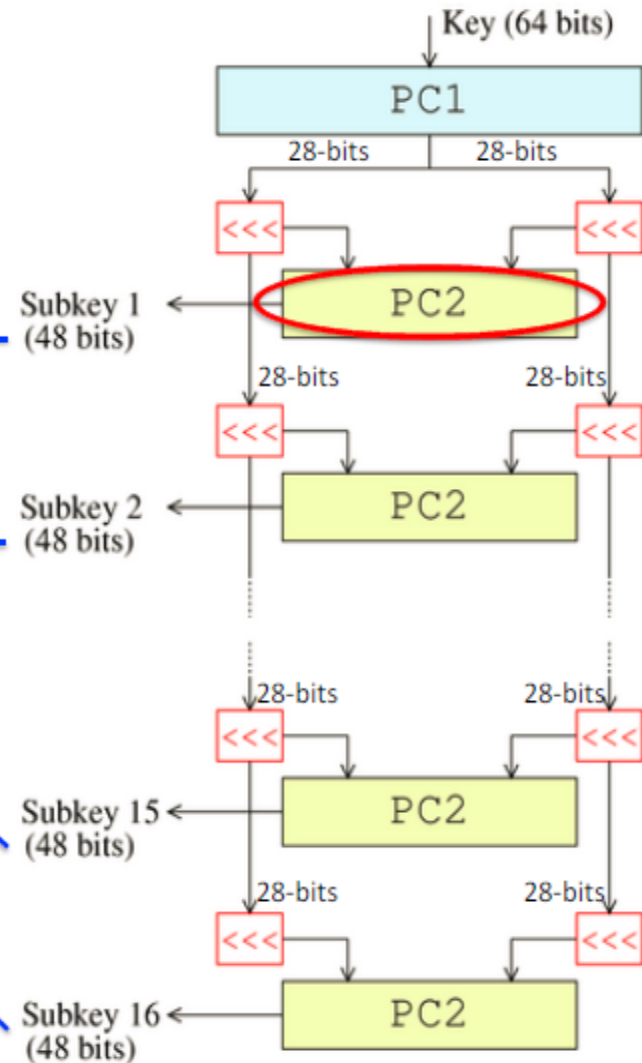 Key (64 bits)
PC1
28-bits 28-bits
<<< <<<
PC2
Subkey 1
(48 bits)
28-bits 28-bits
<<< <<<
PC2
Subkey 2
(48 bits)
28-bits 28-bits
<<< <<<
PC2
Subkey 15
(48 bits)
28-bits 28-bits
<<< <<<
PC2
Subkey 16
(48 bits)